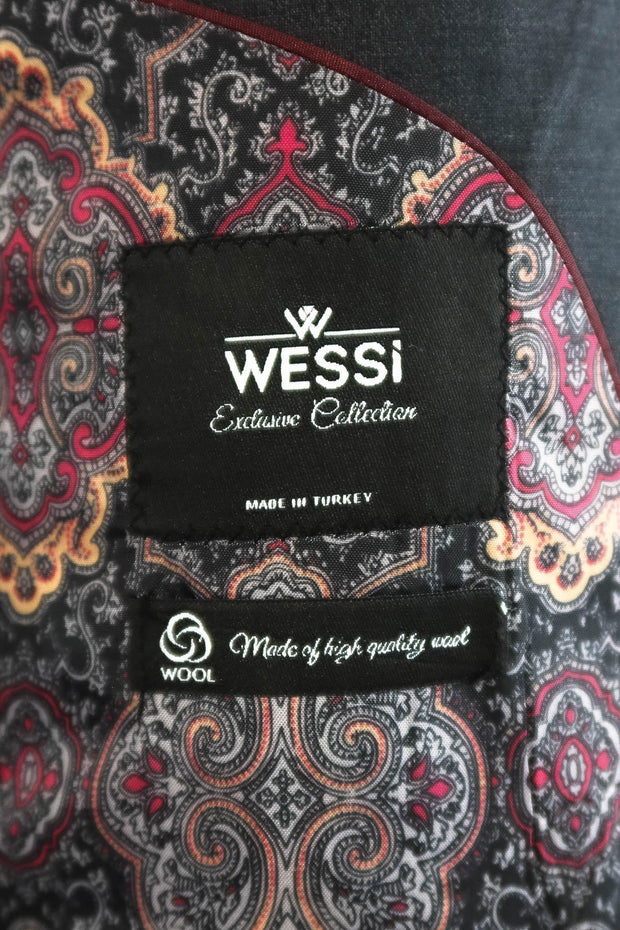 W
WESSİ
Exclusive Collection
MADE IN TURKEY
WOOL
Made of high quality wool